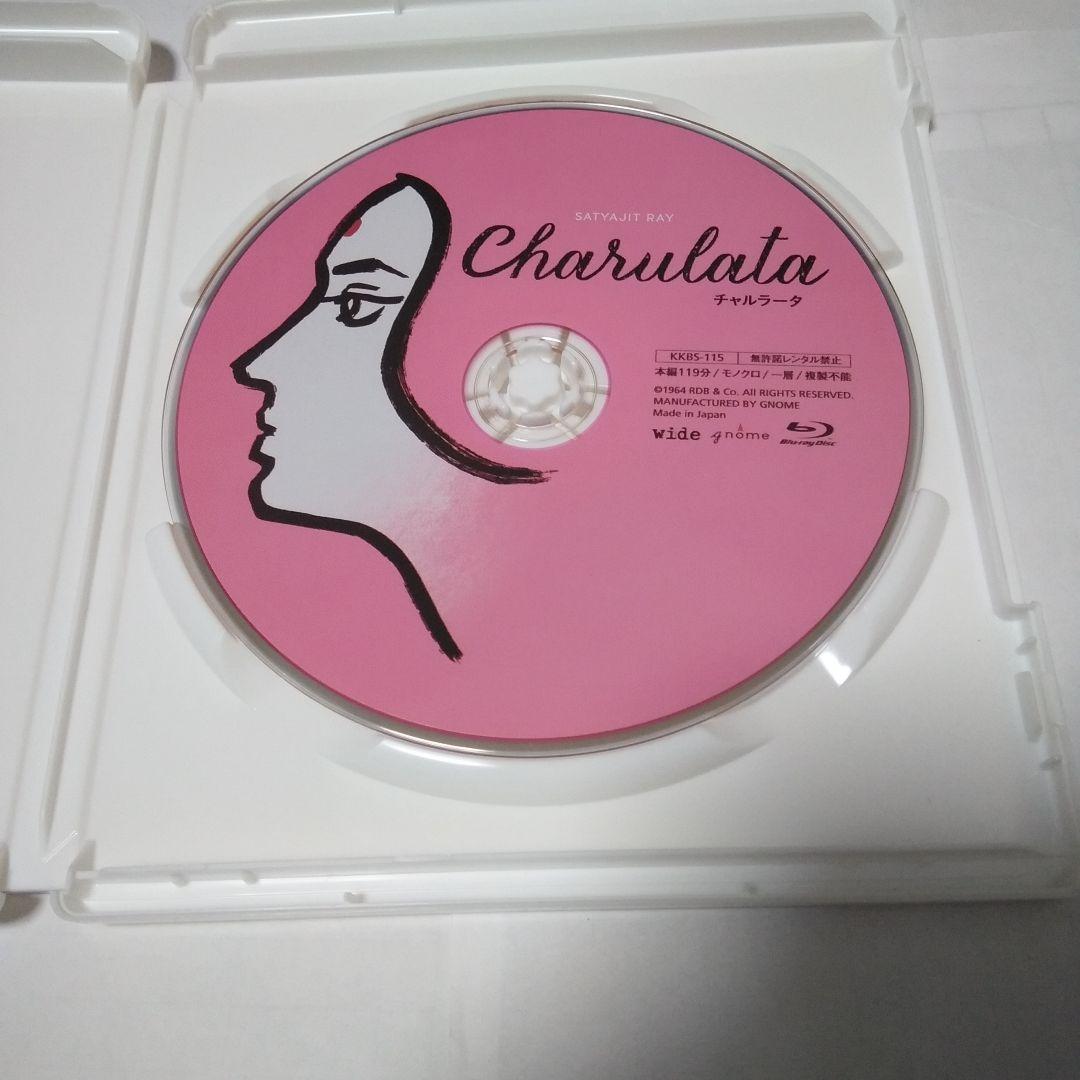 SATYAJIT RAY
Charulata
チャルラータ
KKBS-115 無許諾レンタル禁止
本編119分/モノクロ/一層/複製不能
©1964 RDB & Co. All RIGHTS RESERVED.
MANUFACTURED BY GNOME
Made in Japan
wide gnome Blu-ray Disc